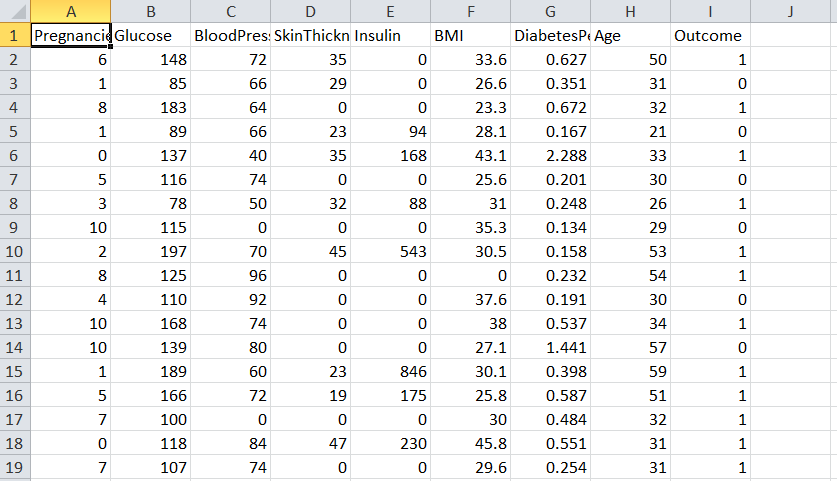 A B C D E F G H I J
1 Pregnancie Glucose BloodPress SkinThickn Insulin BMI DiabetesPe Age Outcome
2 6 148 72 35 0 33.6 0.627 50 1
3 1 85 66 29 0 26.6 0.351 31 0
4 8 183 64 0 0 23.3 0.672 32 1
5 1 89 66 23 94 28.1 0.167 21 0
6 0 137 40 35 168 43.1 2.288 33 1
7 5 116 74 0 0 25.6 0.201 30 0
8 3 78 50 32 88 31 0.248 26 1
9 10 115 0 0 0 35.3 0.134 29 0
10 2 197 70 45 543 30.5 0.158 53 1
11 8 125 96 0 0 0 0.232 54 1
12 4 110 92 0 0 37.6 0.191 30 0
13 10 168 74 0 0 38 0.537 34 1
14 10 139 80 0 0 27.1 1.441 57 0
15 1 189 60 23 846 30.1 0.398 59 1
16 5 166 72 19 175 25.8 0.587 51 1
17 7 100 0 0 0 30 0.484 32 1
18 0 118 84 47 230 45.8 0.551 31 1
19 7 107 74 0 0 29.6 0.254 31 1